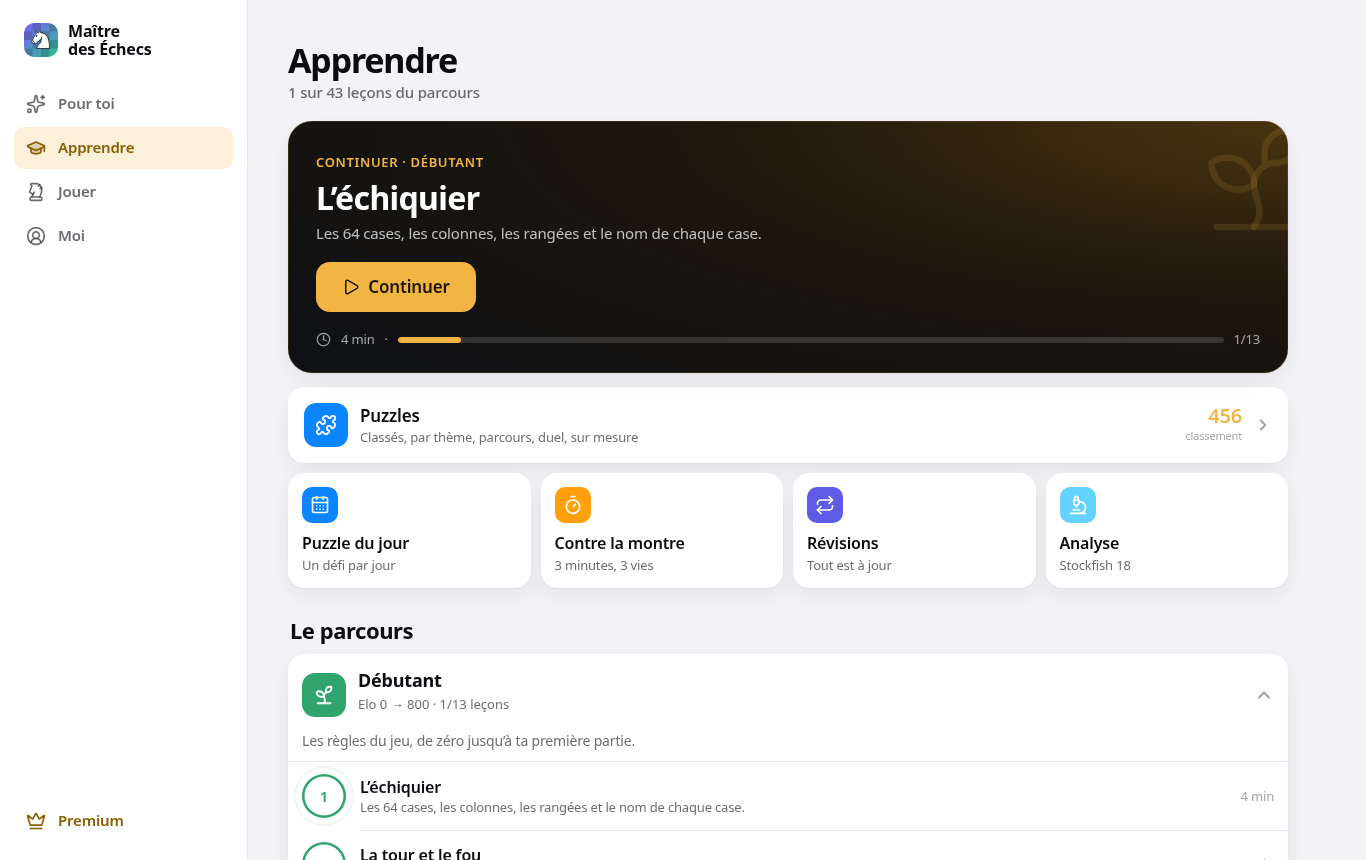 Maître
des Échecs
Pour toi
Apprendre
Jouer
Moi
Premium
Apprendre
1 sur 43 leçons du parcours
CONTINUER · DÉBUTANT
L’échiquier
Les 64 cases, les colonnes, les rangées et le nom de chaque case.
Continuer
4 min · 1/13
Puzzles
Classés, par thème, parcours, duel, sur mesure
456
classement
Puzzle du jour
Un défi par jour
Contre la montre
3 minutes, 3 vies
Révisions
Tout est à jour
Analyse
Stockfish 18
Le parcours
Débutant
Elo 0 → 800 · 1/13 leçons
Les règles du jeu, de zéro jusqu’à ta première partie.
1
L’échiquier
Les 64 cases, les colonnes, les rangées et le nom de chaque case.
4 min
La tour et le fou